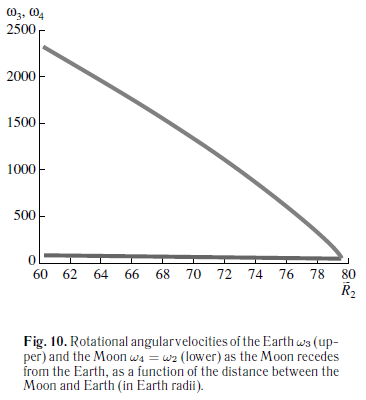 ω3, ω4
2500
2000
1500
1000
500
0
60 62 64 66 68 70 72 74 76 78 80
R̄2
Fig. 10. Rotational angular velocities of the Earth ω3 (up-
per) and the Moon ω4 = ω2 (lower) as the Moon recedes
from the Earth, as a function of the distance between the
Moon and Earth (in Earth radii).